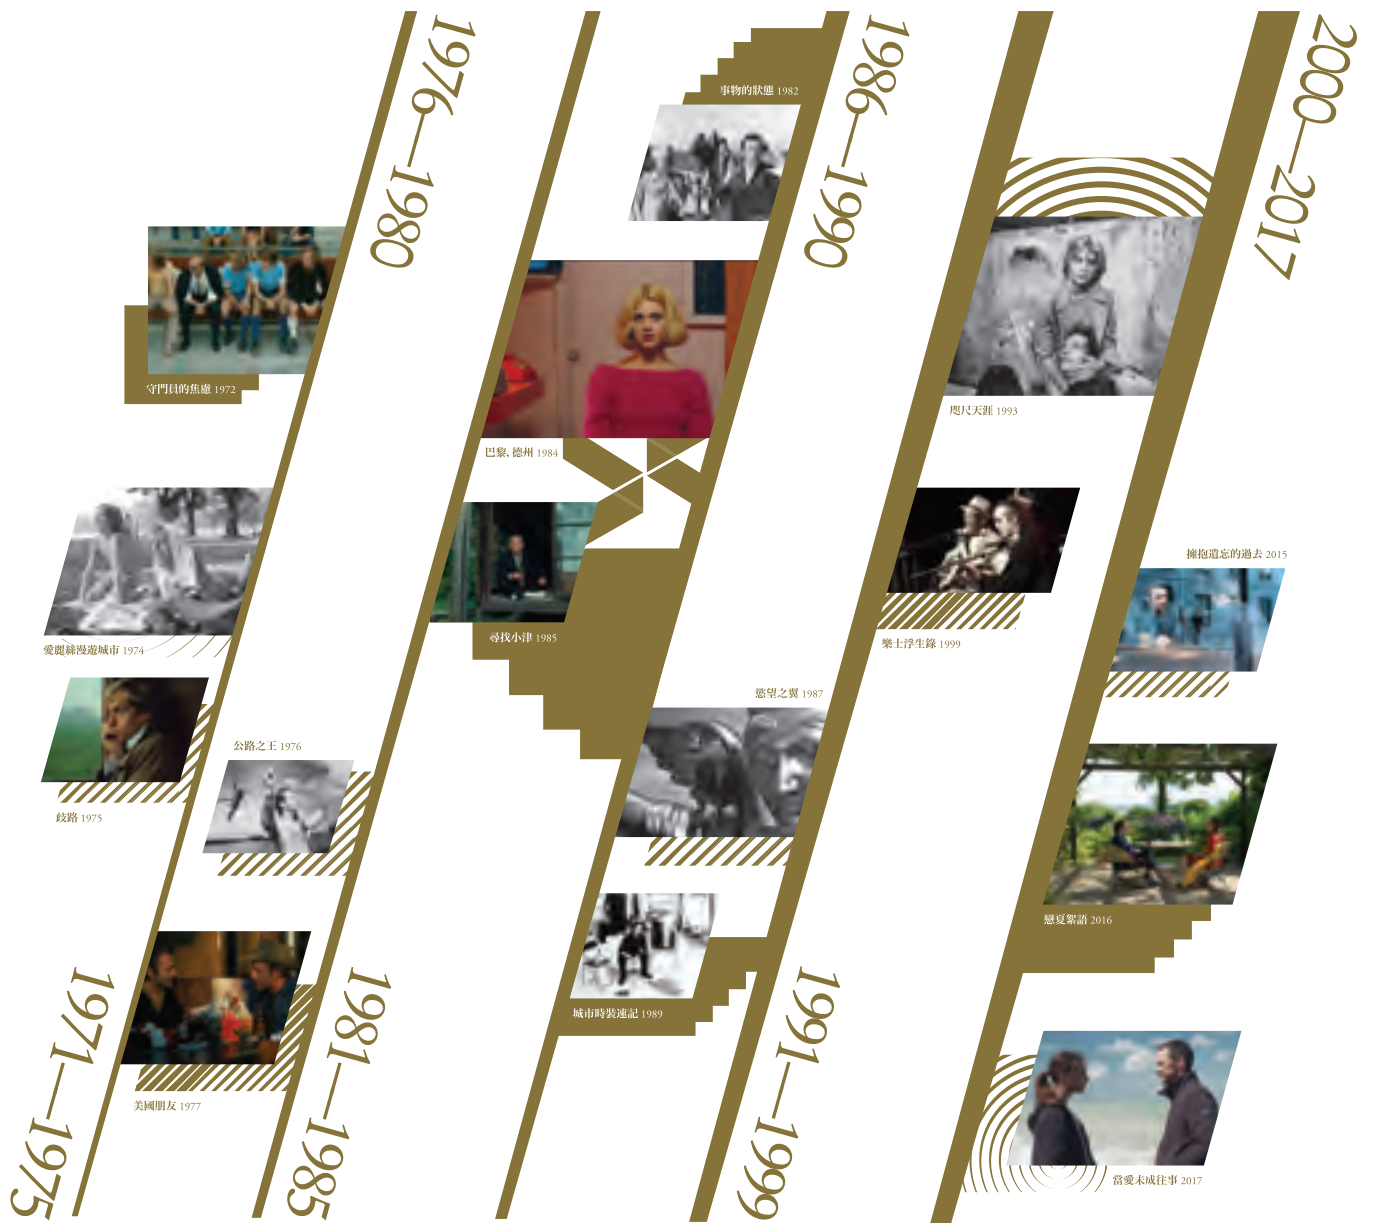 1971—1975
守門員的焦慮 1972
愛麗絲漫遊城市 1974
歧路 1975
1976—1980
公路之王 1976
美國朋友 1977
1981—1985
事物的狀態 1982
巴黎, 德州 1984
尋找小津 1985
1986—1990
慾望之翼 1987
城市時裝速記 1989
1991—1999
咫尺天涯 1993
樂士浮生錄 1999
2000—2017
擁抱遺忘的過去 2015
戀夏絮語 2016
當愛未成往事 2017